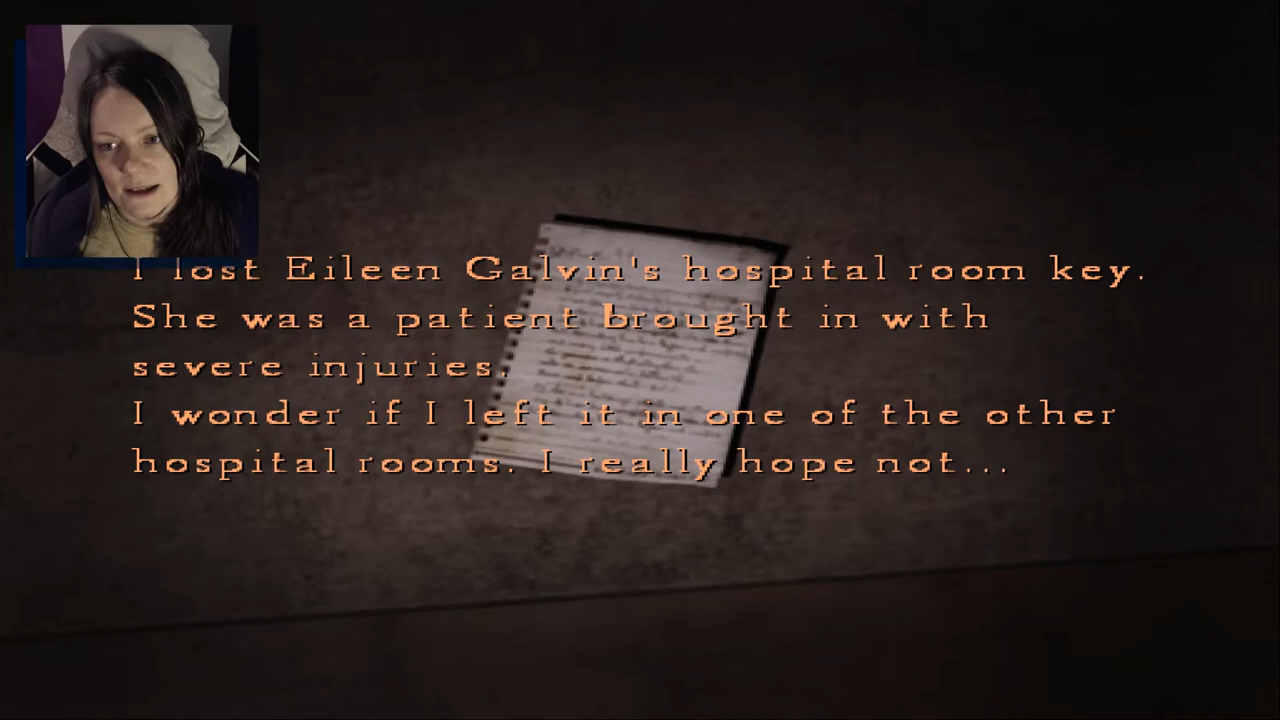 I lost Eileen Galvin's hospital room key.
She was a patient brought in with
severe injuries.
I wonder if I left it in one of the other
hospital rooms. I really hope not...